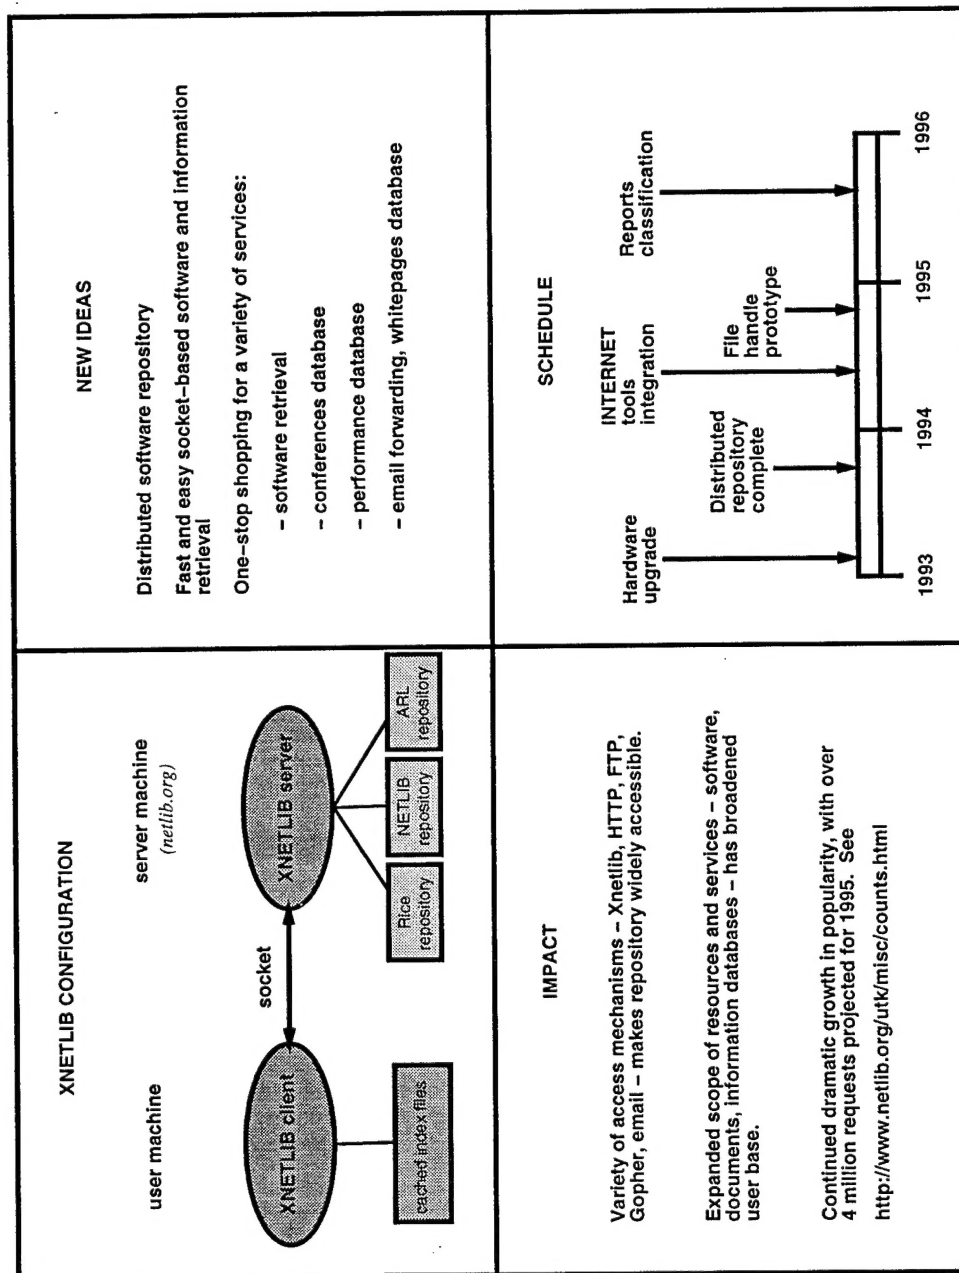 XNETLIB CONFIGURATION
user machine
server machine
(netlib.org)
XNETLIB client
socket
XNETLIB server
cached index files
Rice
repository
NETLIB
repository
ARL
repository
NEW IDEAS
Distributed software repository
Fast and easy socket–based software and information
retrieval
One–stop shopping for a variety of services:
– software retrieval
– conferences database
– performance database
– email forwarding, whitepages database
IMPACT
Variety of access mechanisms – Xnetlib, HTTP, FTP,
Gopher, email – makes repository widely accessible.
Expanded scope of resources and services – software,
documents, information databases – has broadened
user base.
Continued dramatic growth in popularity, with over
4 million requests projected for 1995. See
http://www.netlib.org/utk/misc/counts.html
SCHEDULE
Hardware
upgrade
INTERNET
tools
integration
Reports
classification
Distributed
repository
complete
File
handle
prototype
1993
1994
1995
1996